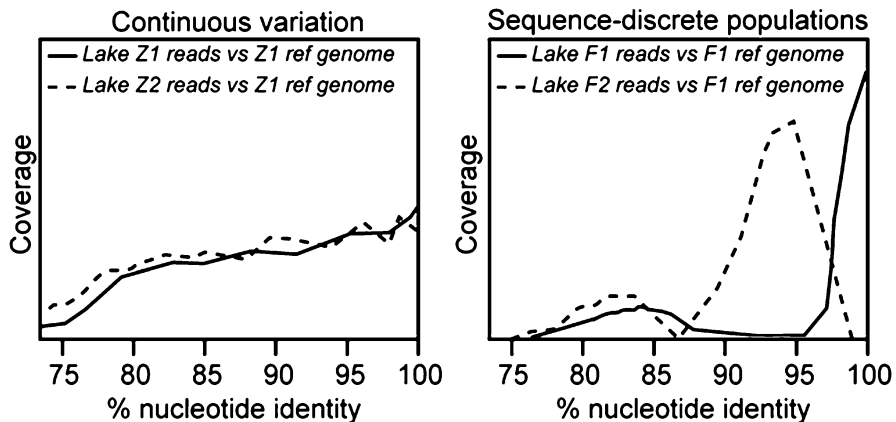 Continuous variation
Lake Z1 reads vs Z1 ref genome
Lake Z2 reads vs Z1 ref genome
Coverage
75 80 85 90 95 100
% nucleotide identity
Sequence-discrete populations
Lake F1 reads vs F1 ref genome
Lake F2 reads vs F1 ref genome
Coverage
75 80 85 90 95 100
% nucleotide identity